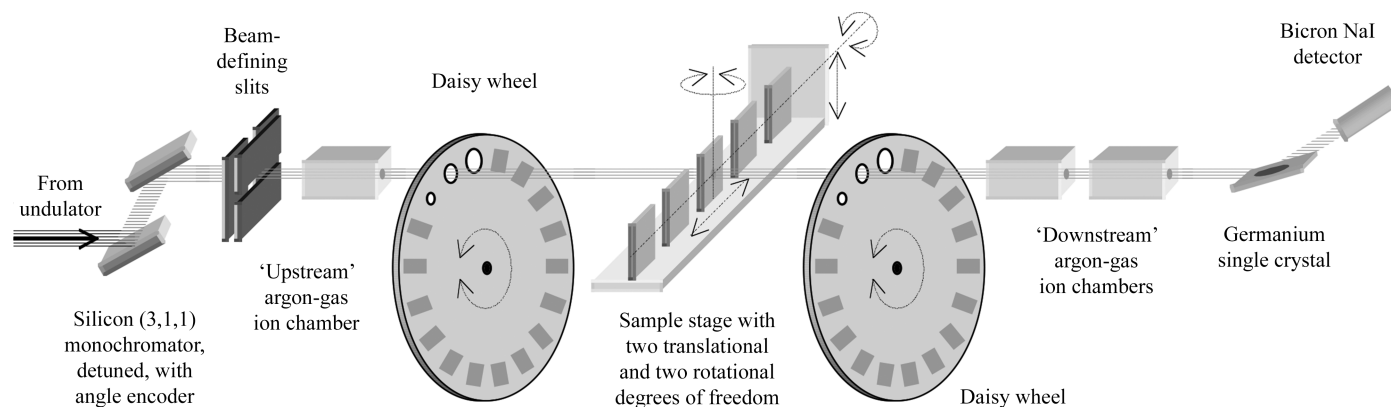 From
undulator
Silicon (3,1,1)
monochromator,
detuned, with
angle encoder
Beam-
defining
slits
‘Upstream’
argon-gas
ion chamber
Daisy wheel
Sample stage with
two translational
and two rotational
degrees of freedom
Daisy wheel
‘Downstream’
argon-gas
ion chambers
Germanium
single crystal
Bicron NaI
detector